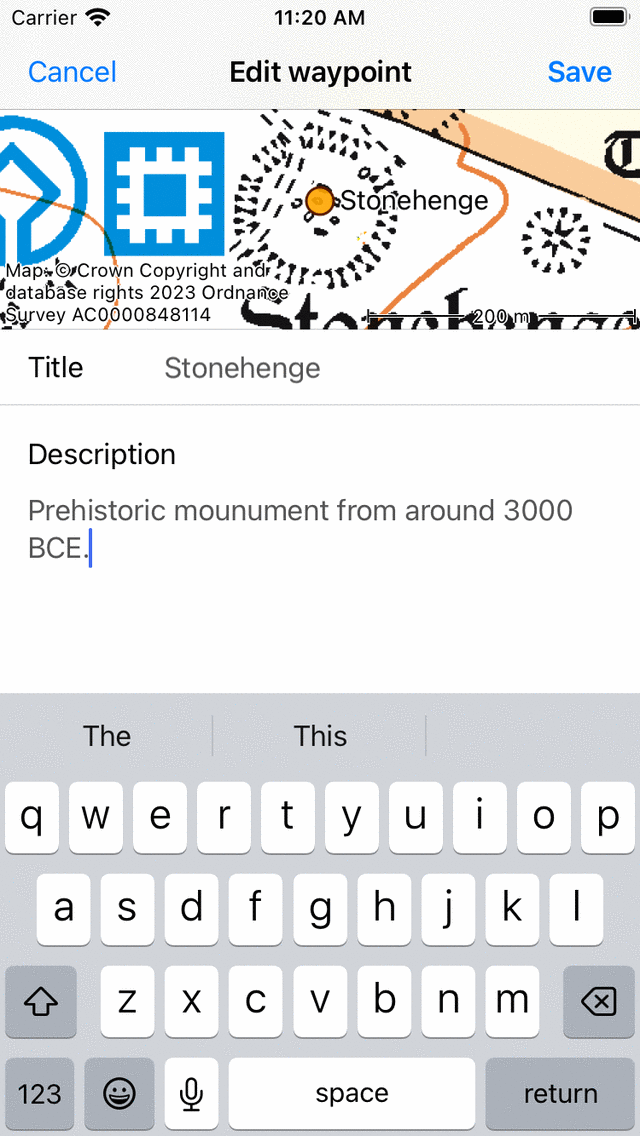 Carrier 11:20 AM
Cancel Edit waypoint Save
Stonehenge
Map: © Crown Copyright and
database rights 2023 Ordnance
Survey AC0000848114
Stonehenge
200 m
Title Stonehenge
Description
Prehistoric mounument from around 3000
BCE.
The This
q w e r t y u i o p
a s d f g h j k l
z x c v b n m
123 space return